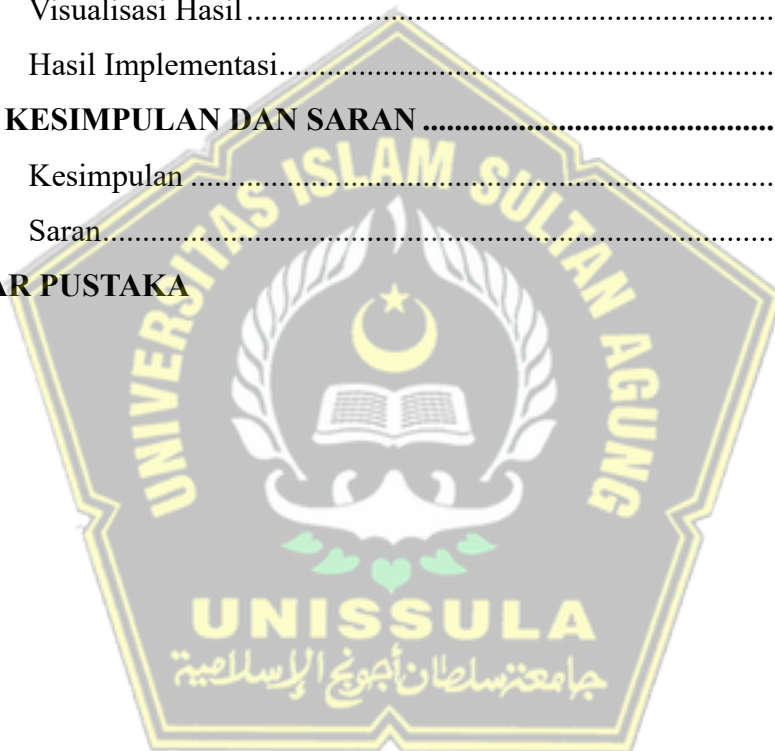 Visualisasi Hasil........................................................................
Hasil Implementasi....................................................................
KESIMPULAN DAN SARAN ..................................................
Kesimpulan ................................................................................
Saran............................................................................................
AR PUSTAKA
UNIVERSITAS ISLAM SULTAN AGUNG
UNISSULA
جامعة سلطان أجونج الإسلامية